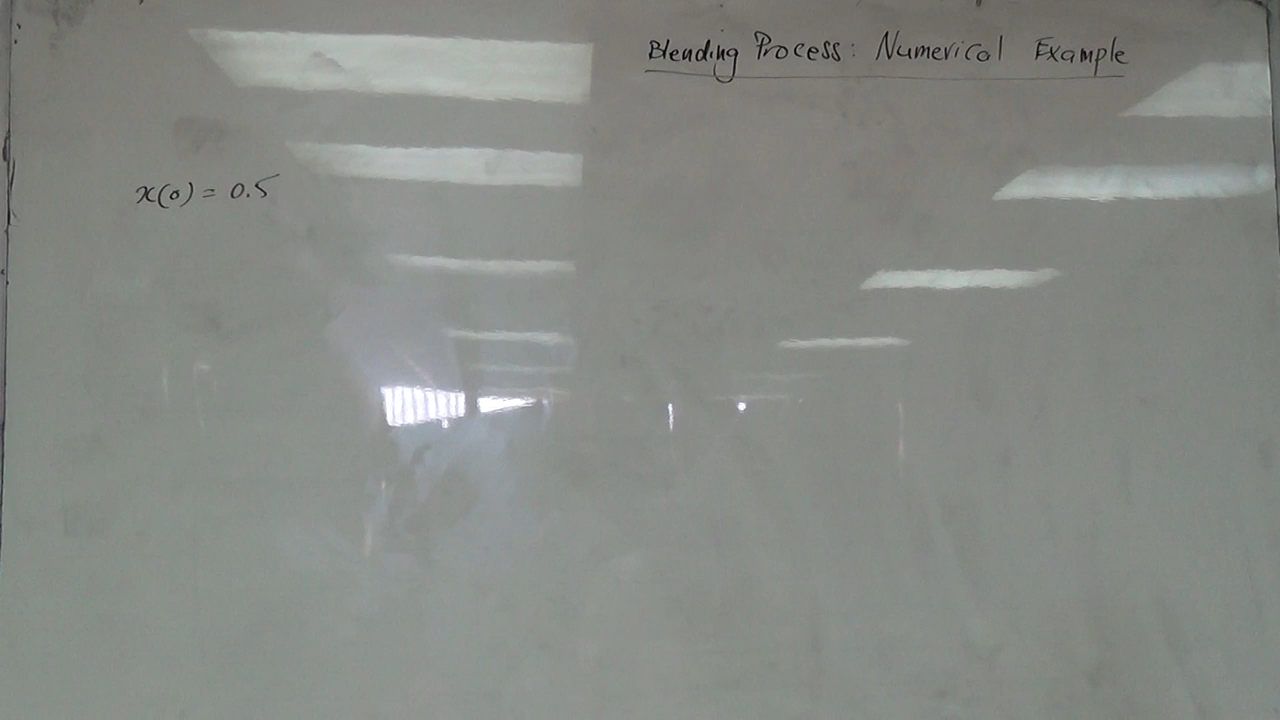 Blending Process: Numerical Example
x(0) = 0.5